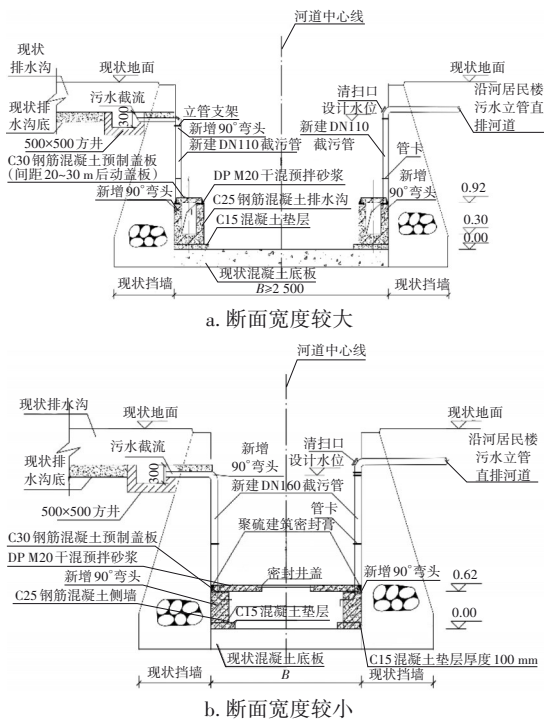 河道中心线
现状
排水沟
现状地面
现状地面
清扫口
设计水位
沿河居民楼
污水立管直
排河道
污水截流
立管支架
现状排
水沟底
300
新增90°弯头
新建DN110截污管
新建DN110
截污管
500×500方井
管卡
C30钢筋混凝土预制盖板
(间距20~30 m后动盖板)
DP M20干混预拌砂浆
新增
90°弯头
新增90°弯头
C25钢筋混凝土排水沟
0.92
C15混凝土垫层
0.30
0.00
现状混凝土底板
现状挡墙
B≥2 500
现状挡墙
a. 断面宽度较大
河道中心线
现状排水沟
现状地面
现状地面
污水截流
新增
90°弯头
清扫口
设计水位
沿河居民楼
污水立管
直排河道
现状排
水沟底
300
新建DN160截污管
500×500方井
管卡
聚硫建筑密封膏
C30钢筋混凝土预制盖板
DP M20干混预拌砂浆
密封井盖
新增90°弯头
新增90°弯头
0.62
C25钢筋混凝土侧墙
C15混凝土垫层
0.00
现状混凝土底板
C15混凝土垫层厚度100 mm
现状挡墙
B
现状挡墙
b. 断面宽度较小